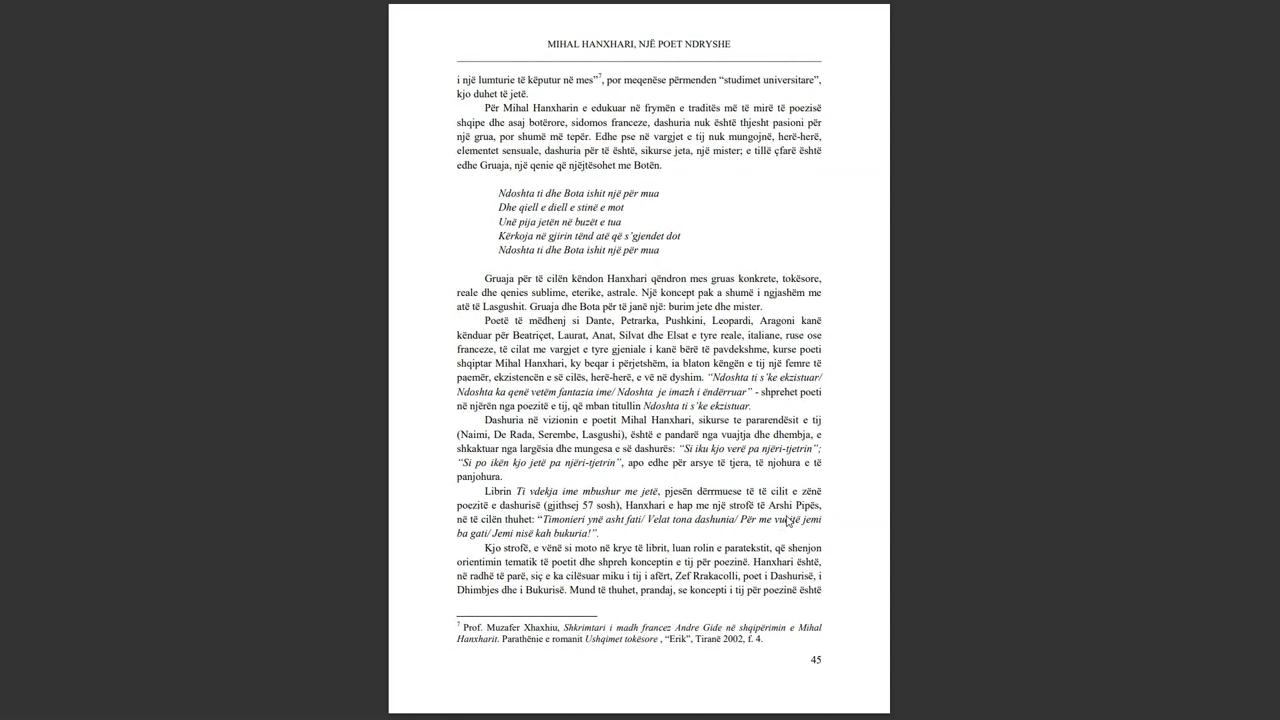 MIHAL HANXHARI, NJË POET NDRYSHE
i një lumturie të këputur në mes”7, por meqenëse përmenden “studimet universitare”,
kjo duhet të jetë.
Për Mihal Hanxharin e edukuar në frymën e traditës më të mirë të poezisë
shqipe dhe asaj botërore, sidomos franceze, dashuria nuk është thjesht pasioni për
një grua, por shumë më tepër. Edhe pse në vargjet e tij nuk mungojnë, herë-herë,
elementet sensuale, dashuria për të është, sikurse jeta, një mister; e tillë çfarë është
edhe Gruaja, një qenie që njëjtësohet me Botën.
Ndoshta ti dhe Bota ishit një për mua
Dhe qiell e diell e stinë e mot
Unë pija jetën në buzët e tua
Kërkoja në gjirin tënd atë që s’gjendet dot
Ndoshta ti dhe Bota ishit një për mua
Gruaja për të cilën këndon Hanxhari qëndron mes gruas konkrete, tokësore,
reale dhe qenies sublime, eterike, astrale. Një koncept pak a shumë i ngjashëm me
atë të Lasgushit. Gruaja dhe Bota për të janë një: burim jete dhe mister.
Poetë të mëdhenj si Dante, Petrarka, Pushkini, Leopardi, Aragoni kanë
kënduar për Beatriçet, Laurat, Anat, Silvat dhe Elsat e tyre reale, italiane, ruse ose
franceze, të cilat me vargjet e tyre gjeniale i kanë bërë të pavdekshme, kurse poeti
shqiptar Mihal Hanxhari, ky beqar i përjetshëm, ia blaton këngën e tij një femre të
paemër, ekzistencën e së cilës, herë-herë, e vë në dyshim. “Ndoshta ti s’ke ekzistuar/
Ndoshta ka qenë vetëm fantazia ime/ Ndoshta je imazh i ëndërruar” - shprehet poeti
në njërën nga poezitë e tij, që mban titullin Ndoshta ti s’ke ekzistuar.
Dashuria në vizionin e poetit Mihal Hanxhari, sikurse te pararendësit e tij
(Naimi, De Rada, Serembe, Lasgushi), është e pandarë nga vuajtja dhe dhembja, e
shkaktuar nga largësia dhe mungesa e së dashurës: “Si iku kjo verë pa njëri-tjetrin”;
“Si po ikën kjo jetë pa njëri-tjetrin”, apo edhe për arsye të tjera, të njohura e të
panjohura.
Librin Ti vdekja ime mbushur me jetë, pjesën dërrmuese të të cilit e zënë
poezitë e dashurisë (gjithsej 57 sosh), Hanxhari e hap me një strofë të Arshi Pipës,
në të cilën thuhet: “Timonieri ynë asht fati/ Velat tona dashunia/ Për me vujtë jemi
ba gati/ Jemi nisë kah bukuria!”.
Kjo strofë, e vënë si moto në krye të librit, luan rolin e paratekstit, që shenjon
orientimin tematik të poetit dhe shpreh konceptin e tij për poezinë. Hanxhari është,
në radhë të parë, siç e ka cilësuar miku i tij i afërt, Zef Rrakacolli, poet i Dashurisë, i
Dhimbjes dhe i Bukurisë. Mund të thuhet, prandaj, se koncepti i tij për poezinë është
7 Prof. Muzafer Xhaxhiu, Shkrimtari i madh francez Andre Gide në shqipërimin e Mihal
Hanxharit. Parathënie e romanit Ushqimet tokësore , “Erik”, Tiranë 2002, f. 4.
45